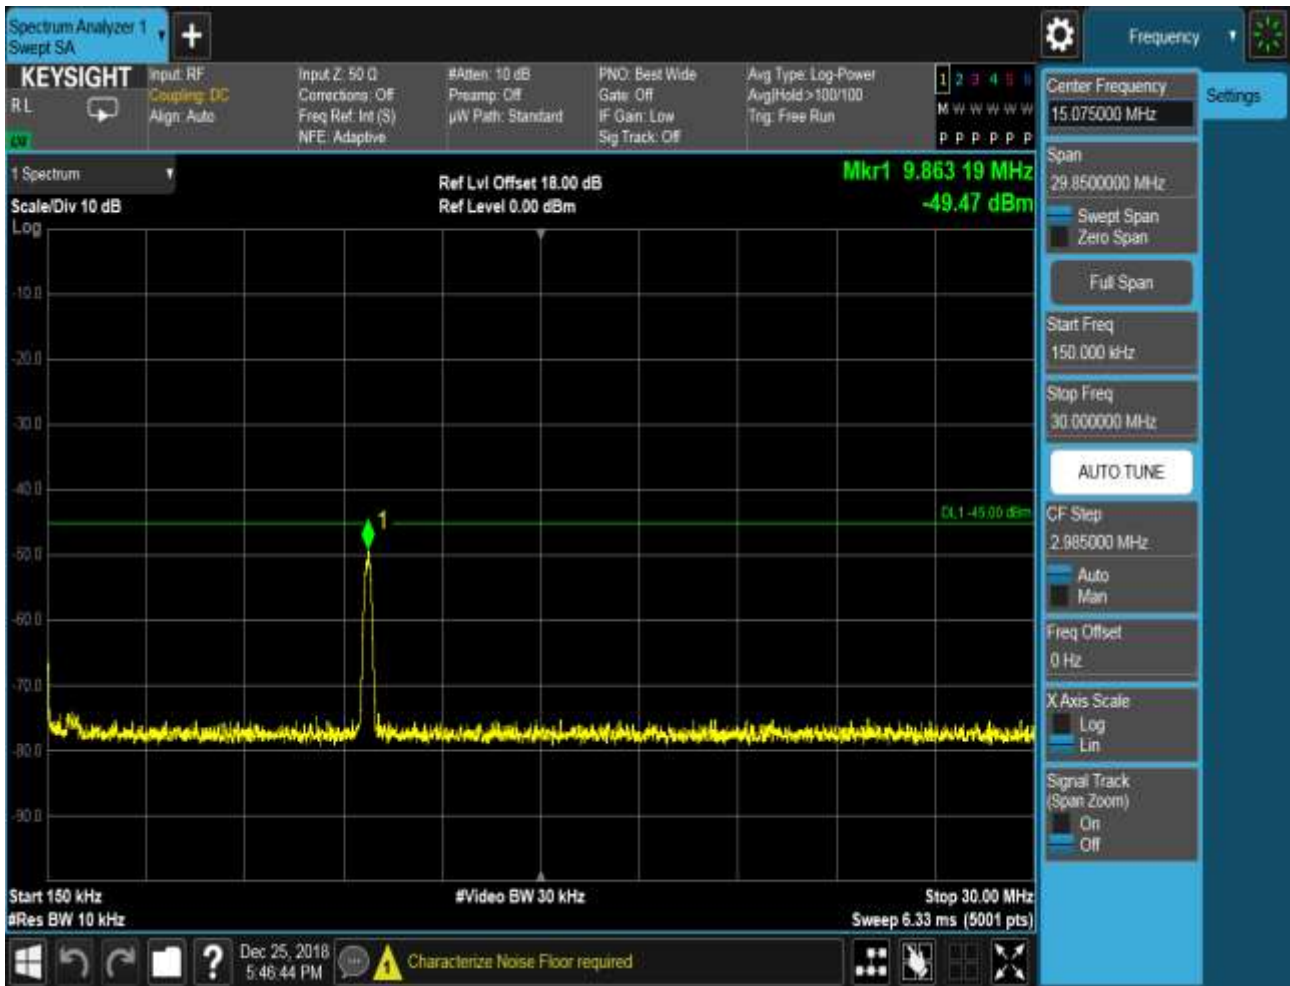 Spectrum Analyzer 1
Swept SA
+
Frequency
KEYSIGHT
R L
Input: RF
Coupling: DC
Align: Auto
Input Z: 50 Ω
Corrections: Off
Freq Ref: Int (S)
NFE: Adaptive
#Atten: 10 dB
Preamp: Off
µW Path: Standard
PNO: Best Wide
Gate: Off
IF Gain: Low
Sig Track: Off
Avg Type: Log-Power
Avg|Hold: >100/100
Trig: Free Run
1 2 3 4 5 6
M W W W W W
P P P P P P
1 Spectrum
Scale/Div 10 dB
Log
Ref Lvl Offset 18.00 dB
Ref Level 0.00 dBm
Mkr1 9.863 19 MHz
-49.47 dBm
-10.0
-20.0
-30.0
-40.0
DL1 -45.00 dBm
1
-50.0
-60.0
-70.0
-80.0
-90.0
Start 150 kHz
#Video BW 30 kHz
Stop 30.00 MHz
#Res BW 10 kHz
Sweep 6.33 ms (5001 pts)
?
Dec 25, 2018
5:46:44 PM
1
Characterize Noise Floor required
Center Frequency
15.075000 MHz
Settings
Span
29.8500000 MHz
Swept Span
Zero Span
Full Span
Start Freq
150.000 kHz
Stop Freq
30.000000 MHz
AUTO TUNE
CF Step
2.985000 MHz
Auto
Man
Freq Offset
0 Hz
X Axis Scale
Log
Lin
Signal Track
(Span Zoom)
On
Off